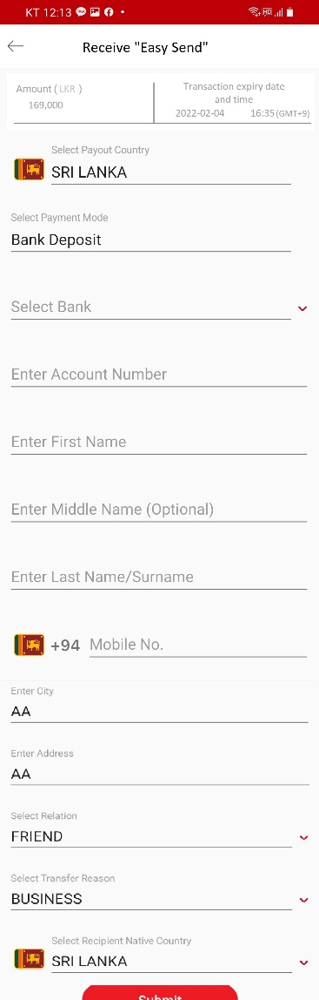 KT 12:13
Receive "Easy Send"
Amount ( LKR )
169,000
Transaction expiry date
and time
2022-02-04 16:35 (GMT+9)
Select Payout Country
SRI LANKA
Select Payment Mode
Bank Deposit
Select Bank
Enter Account Number
Enter First Name
Enter Middle Name (Optional)
Enter Last Name/Surname
+94 Mobile No.
Enter City
AA
Enter Address
AA
Select Relation
FRIEND
Select Transfer Reason
BUSINESS
Select Recipient Native Country
SRI LANKA
Submit